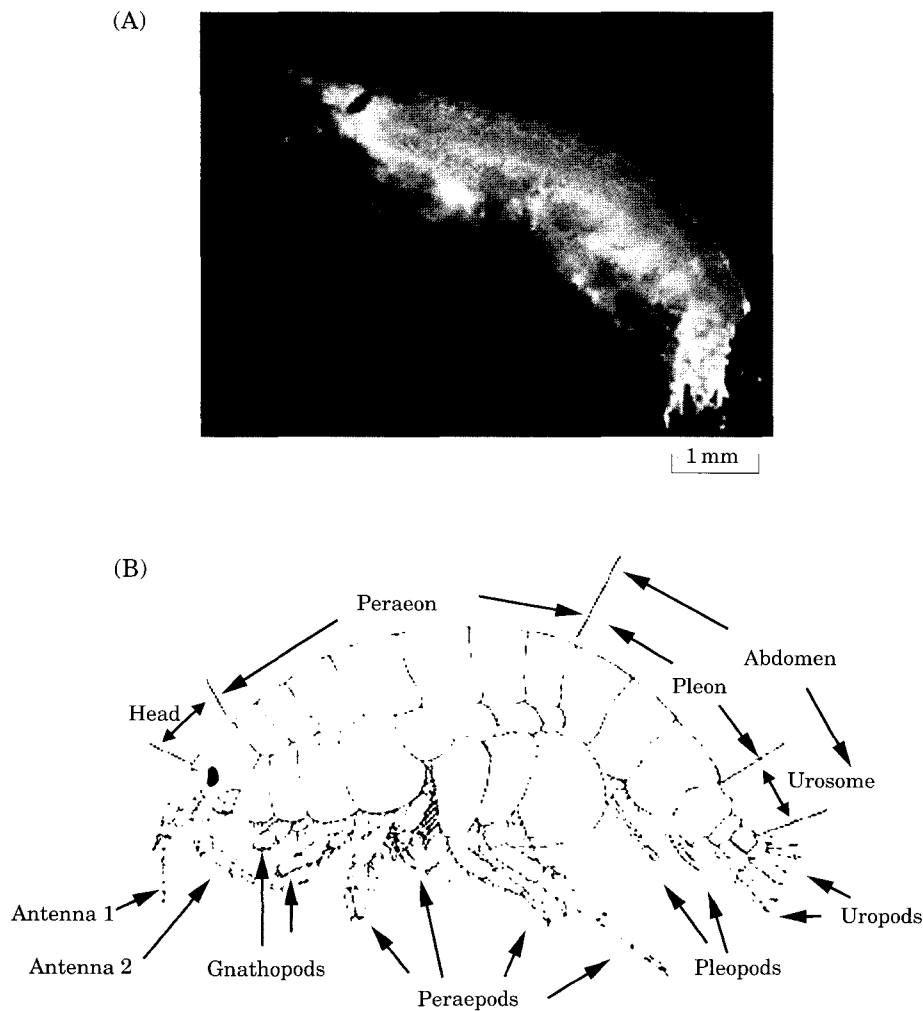 (A)
1 mm
(B)
Peraeon
Abdomen
Pleon
Head
Urosome
Antenna 1
Uropods
Antenna 2
Gnathopods
Pleopods
Peraepods